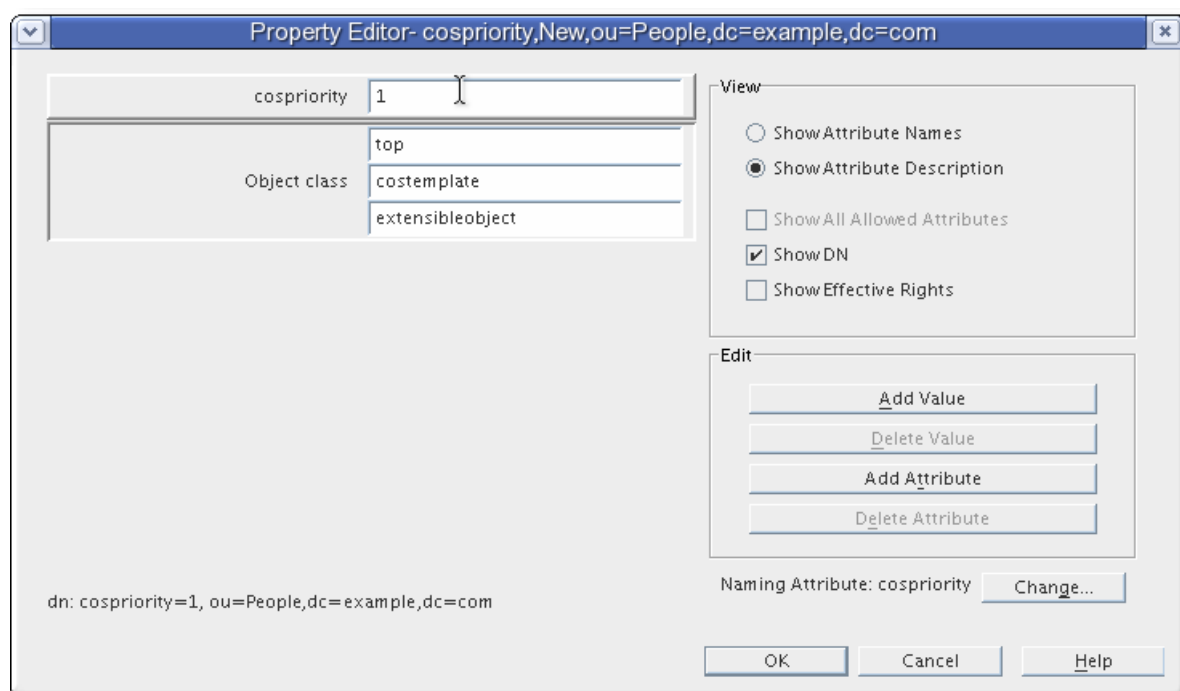 Property Editor- cospriority,New,ou=People,dc=example,dc=com
cospriority 1
Object class
top
costemplate
extensibleobject
View
Show Attribute Names
Show Attribute Description
Show All Allowed Attributes
Show DN
Show Effective Rights
Edit
Add Value
Delete Value
Add Attribute
Delete Attribute
Naming Attribute: cospriority Change...
dn: cospriority=1, ou=People,dc=example,dc=com
OK Cancel Help